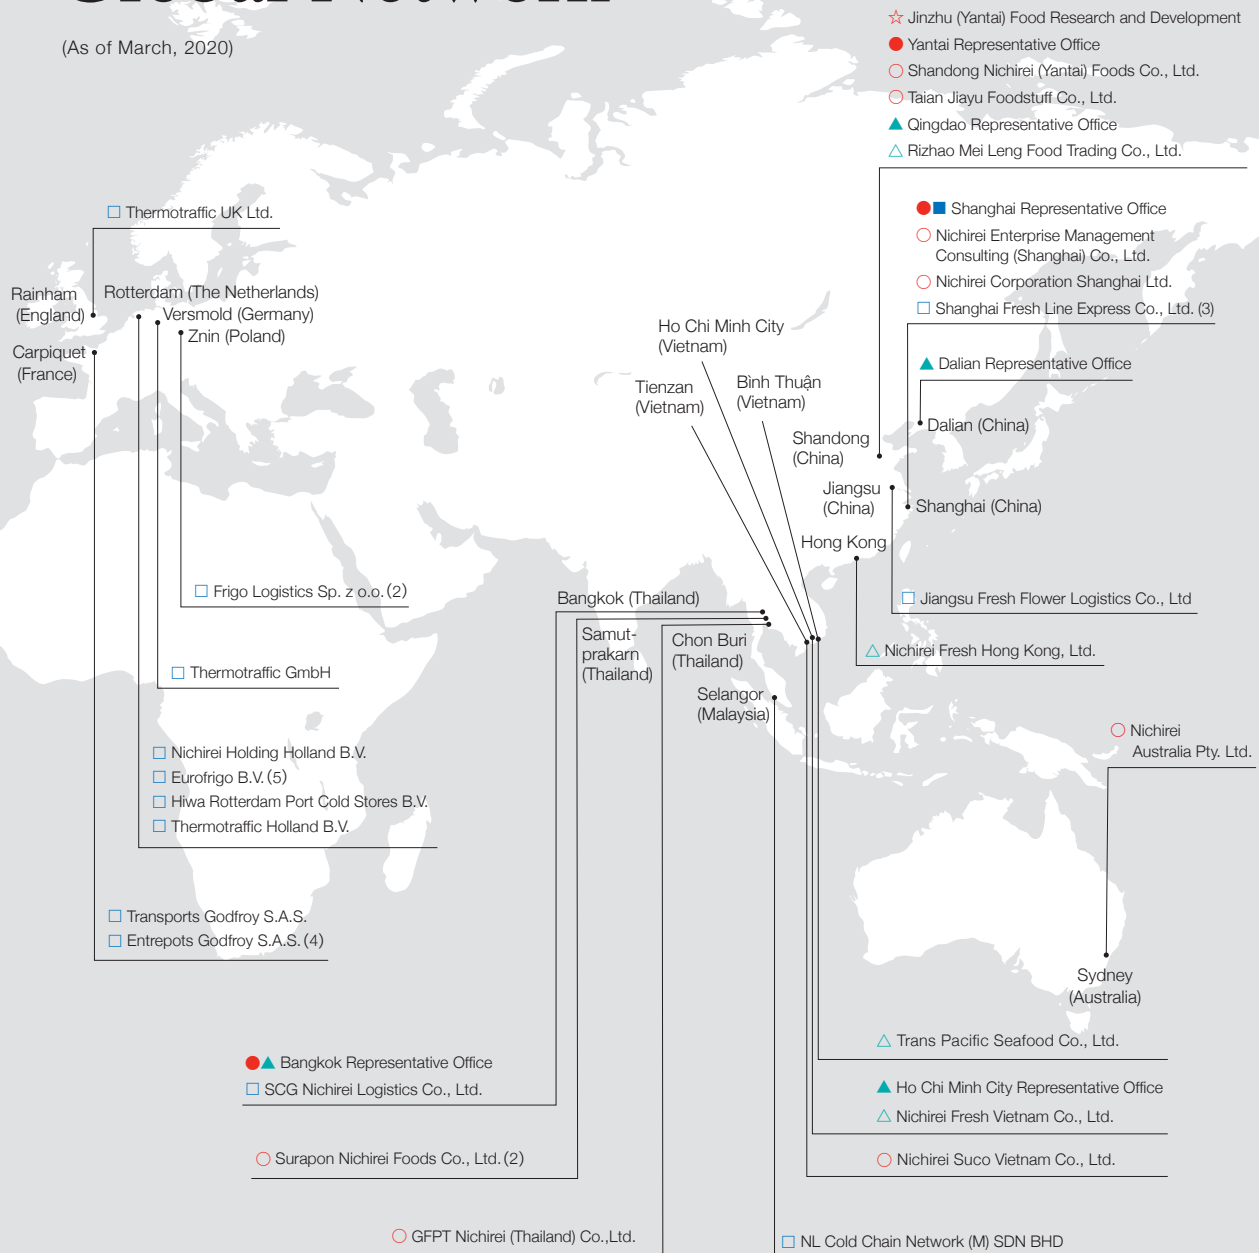 (As of March, 2020)
☆ Jinzhu (Yantai) Food Research and Development
● Yantai Representative Office
○ Shandong Nichirei (Yantai) Foods Co., Ltd.
○ Taian Jiayu Foodstuff Co., Ltd.
▲ Qingdao Representative Office
△ Rizhao Mei Leng Food Trading Co., Ltd.
●■ Shanghai Representative Office
○ Nichirei Enterprise Management
Consulting (Shanghai) Co., Ltd.
○ Nichirei Corporation Shanghai Ltd.
□ Shanghai Fresh Line Express Co., Ltd. (3)
□ Thermotraffic UK Ltd.
Rainham
(England)
Rotterdam (The Netherlands)
Versmold (Germany)
Znin (Poland)
Carpiquet
(France)
Ho Chi Minh City
(Vietnam)
Tienzan
(Vietnam)
Bình Thuận
(Vietnam)
▲ Dalian Representative Office
Dalian (China)
Shandong
(China)
Jiangsu
(China)
Shanghai (China)
Hong Kong
□ Frigo Logistics Sp. z o.o. (2)
Bangkok (Thailand)
□ Jiangsu Fresh Flower Logistics Co., Ltd
Samut-
prakarn
(Thailand)
Chon Buri
(Thailand)
△ Nichirei Fresh Hong Kong, Ltd.
□ Thermotraffic GmbH
Selangor
(Malaysia)
○ Nichirei
Australia Pty. Ltd.
□ Nichirei Holding Holland B.V.
□ Eurofrigo B.V. (5)
□ Hiwa Rotterdam Port Cold Stores B.V.
□ Thermotraffic Holland B.V.
□ Transports Godfroy S.A.S.
□ Entrepots Godfroy S.A.S. (4)
Sydney
(Australia)
△ Trans Pacific Seafood Co., Ltd.
●▲ Bangkok Representative Office
□ SCG Nichirei Logistics Co., Ltd.
▲ Ho Chi Minh City Representative Office
△ Nichirei Fresh Vietnam Co., Ltd.
○ Surapon Nichirei Foods Co., Ltd. (2)
○ Nichirei Suco Vietnam Co., Ltd.
○ GFPT Nichirei (Thailand) Co.,Ltd.
□ NL Cold Chain Network (M) SDN BHD